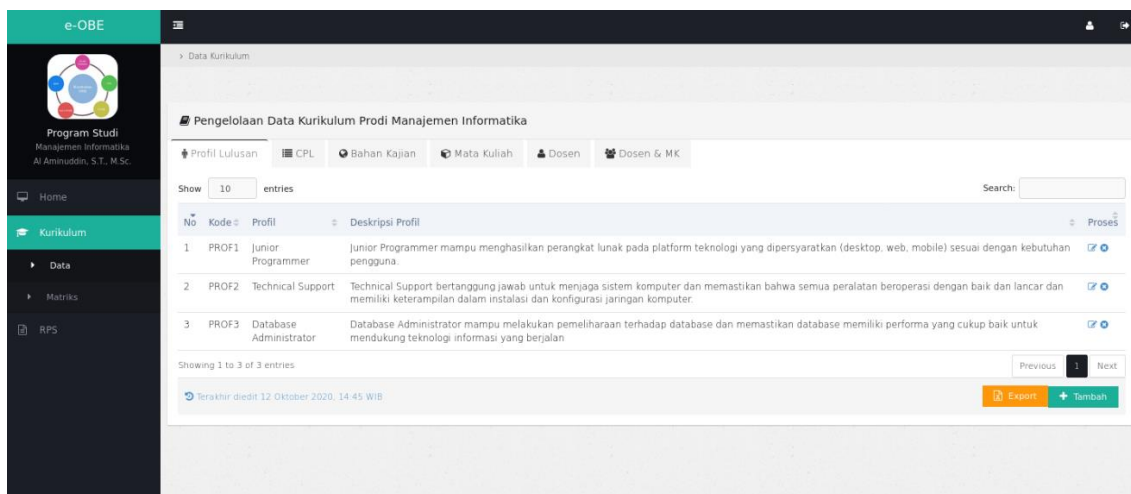 e-OBE
> Data Kurikulum
Program Studi
Manajemen Informatika
Al Aminuddin, S.T., M.Sc.
Home
Kurikulum
Data
Matriks
RPS
Pengelolaan Data Kurikulum Prodi Manajemen Informatika
Profil Lulusan CPL Bahan Kajian Mata Kuliah Dosen Dosen & MK
Show 10 entries Search:
No Kode Profil Deskripsi Profil Proses
1 PROF1 Junior Junior Programmer mampu menghasilkan perangkat lunak pada platform teknologi yang dipersyaratkan (desktop, web, mobile) sesuai dengan kebutuhan
Programmer pengguna.
2 PROF2 Technical Support Technical Support bertanggung jawab untuk menjaga sistem komputer dan memastikan bahwa semua peralatan beroperasi dengan baik dan lancar dan
memiliki keterampilan dalam instalasi dan konfigurasi jaringan komputer.
3 PROF3 Database Database Administrator mampu melakukan pemeliharaan terhadap database dan memastikan database memiliki performa yang cukup baik untuk
Administrator mendukung teknologi informasi yang berjalan
Showing 1 to 3 of 3 entries Previous 1 Next
Terakhir diedit 12 Oktober 2020, 14:45 WIB Export + Tambah